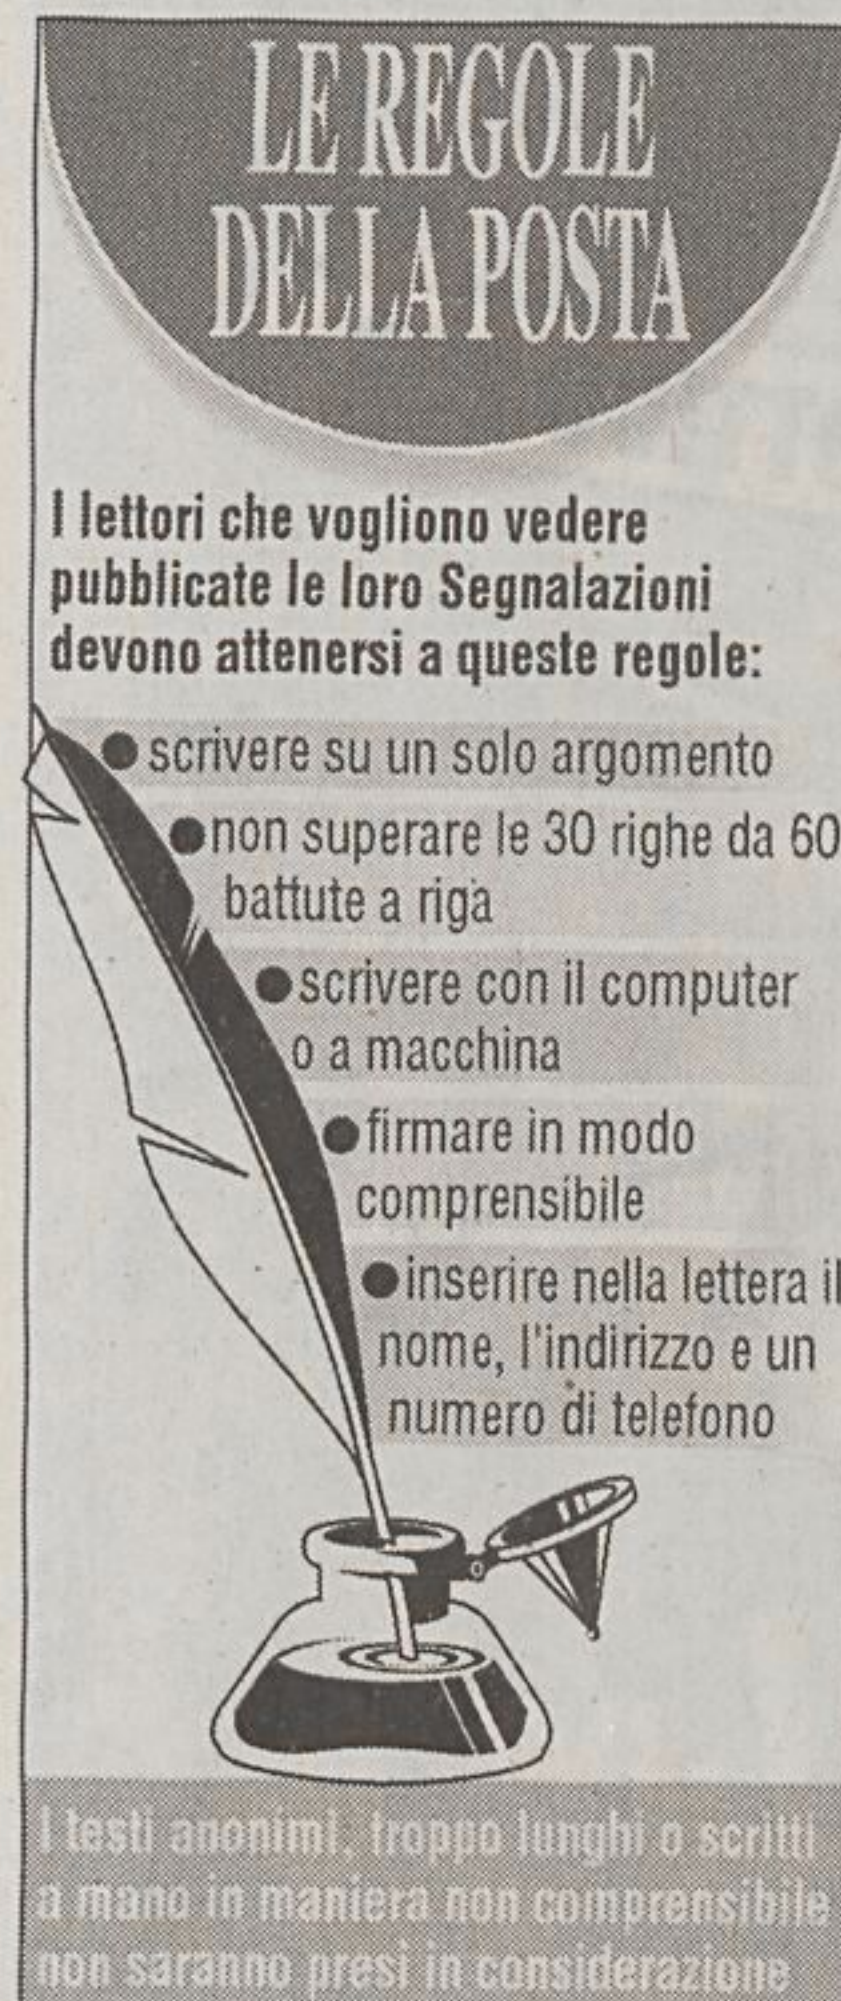 LE REGOLE
DELLA POSTA
I lettori che vogliono vedere
pubblicate le loro Segnalazioni
devono attenersi a queste regole:
● scrivere su un solo argomento
● non superare le 30 righe da 60
battute a riga
● scrivere con il computer
o a macchina
● firmare in modo
comprensibile
● inserire nella lettera il
nome, l'indirizzo e un
numero di telefono
I testi anonimi, troppo lunghi o scritti
a mano in maniera non comprensibile
non saranno presi in considerazione